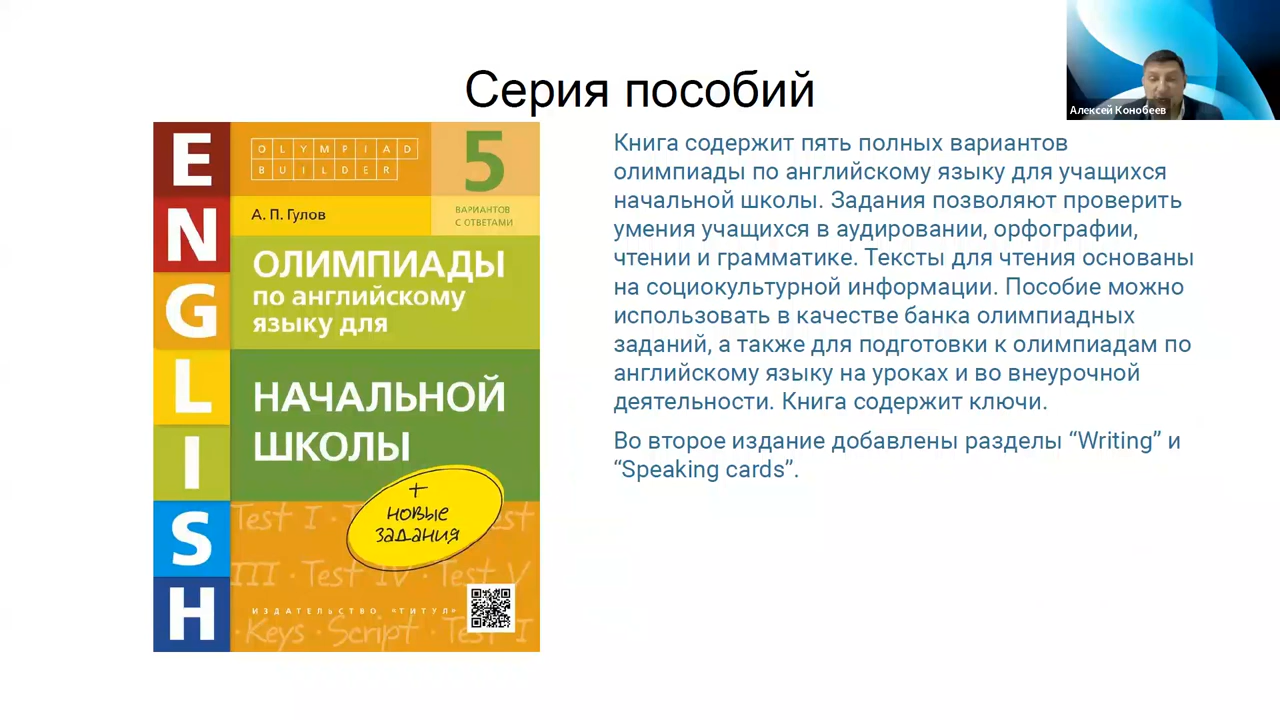 Серия пособий
Алексей Конобеев
ENGLISH
OLYMPIAD
BUILDER
5
ВАРИАНТОВ
С ОТВЕТАМИ
А. П. Гулов
ОЛИМПИАДЫ
по английскому
языку для
НАЧАЛЬНОЙ
ШКОЛЫ
+
новые
задания
Test I · T
est
III · Test IV · Test V
ИЗДАТЕЛЬСТВО "ТИТУЛ"
· Keys · Script · Test I
Книга содержит пять полных вариантов
олимпиады по английскому языку для учащихся
начальной школы. Задания позволяют проверить
умения учащихся в аудировании, орфографии,
чтении и грамматике. Тексты для чтения основаны
на социокультурной информации. Пособие можно
использовать в качестве банка олимпиадных
заданий, а также для подготовки к олимпиадам по
английскому языку на уроках и во внеурочной
деятельности. Книга содержит ключи.
Во второе издание добавлены разделы “Writing” и
“Speaking cards”.